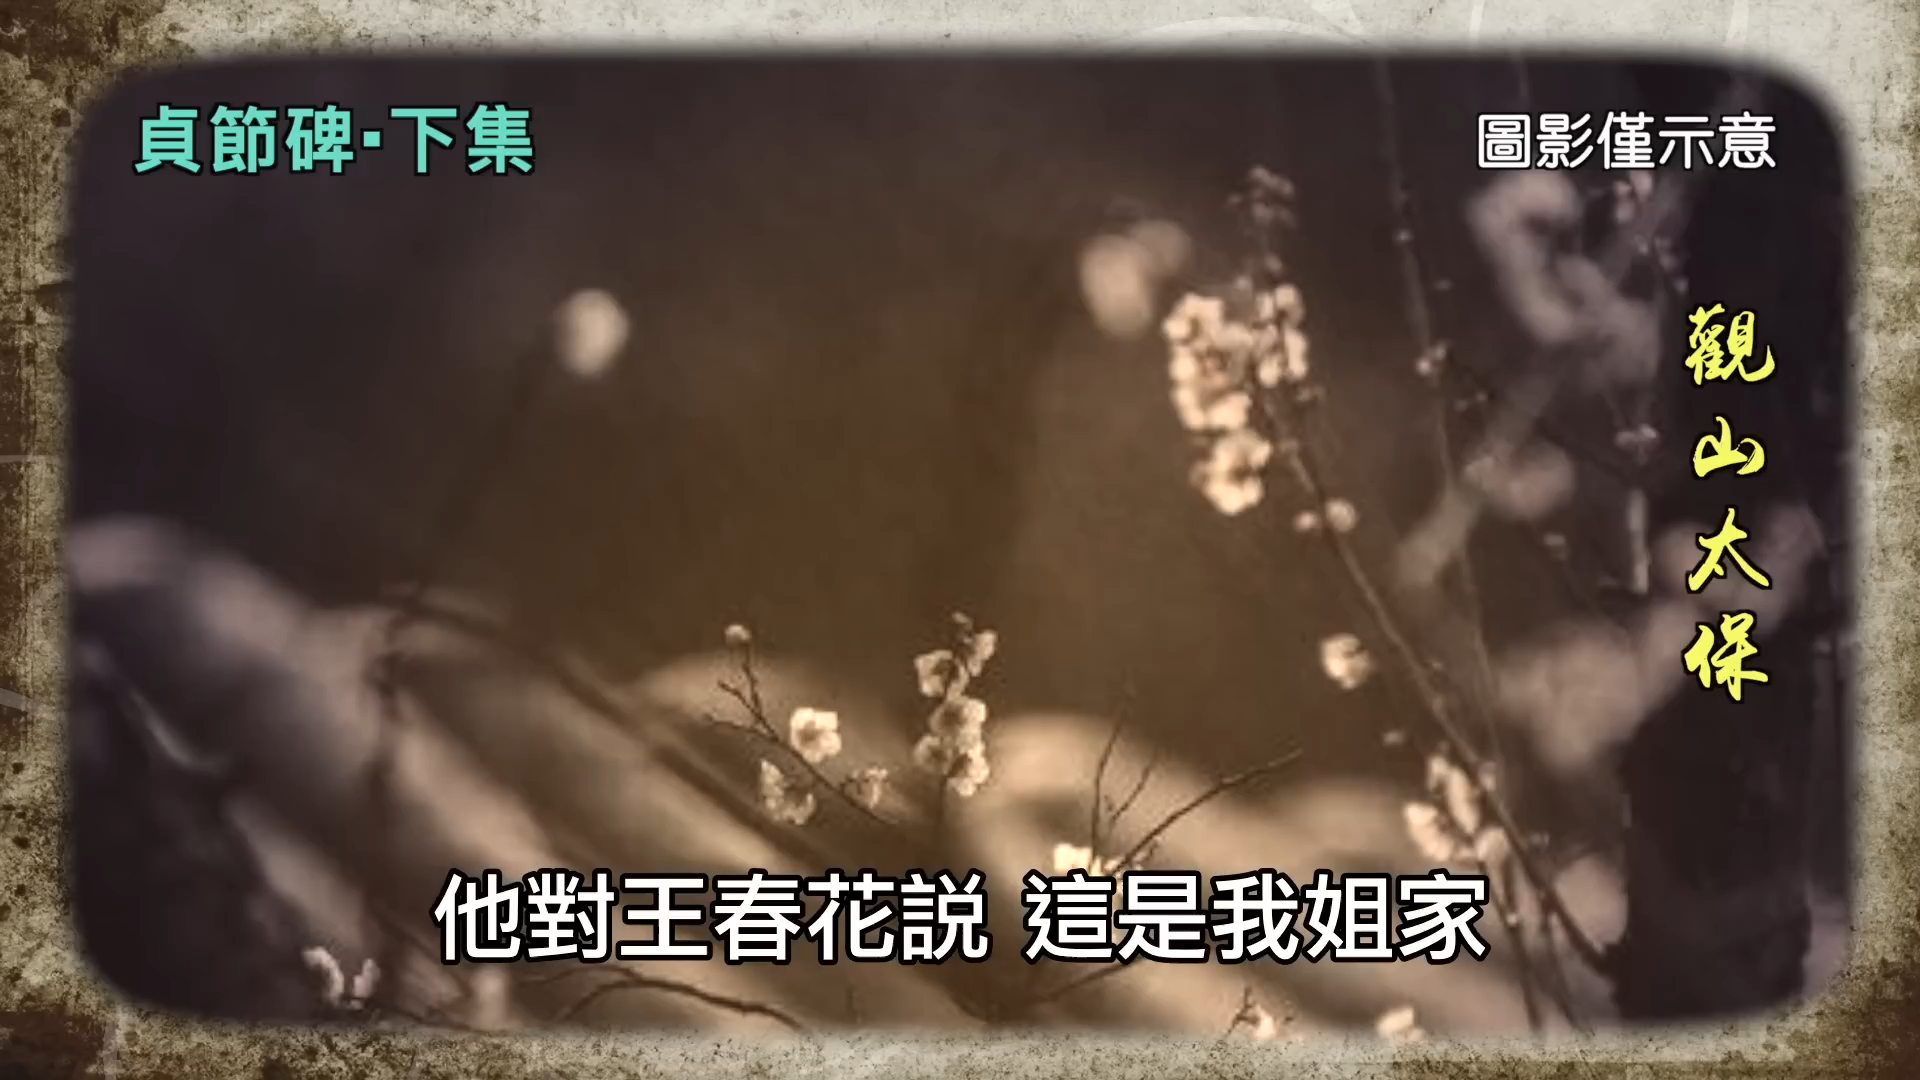 貞節碑·下集
圖影僅示意
觀山太保
他對王春花説 這是我姐家